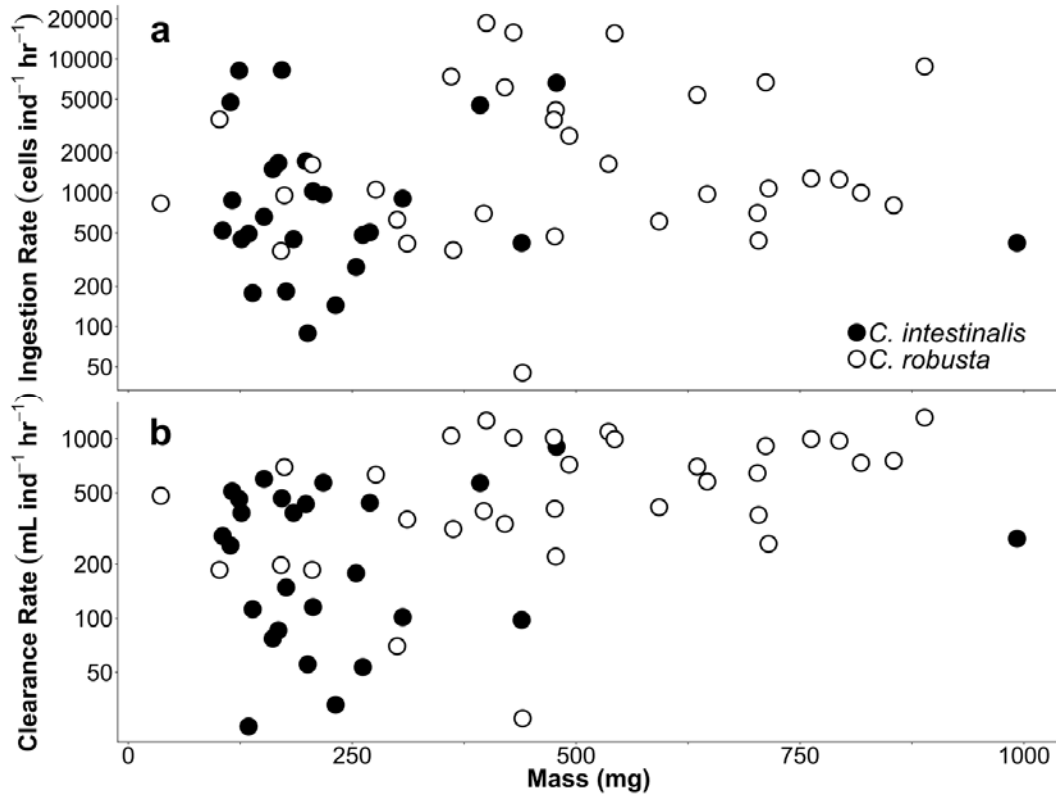 a
Ingestion Rate (cells ind⁻¹ hr⁻¹)
20000
10000
5000
2000
1000
500
200
100
50
C. intestinalis
C. robusta
b
Clearance Rate (mL ind⁻¹ hr⁻¹)
1000
500
200
100
50
0
250
500
750
1000
Mass (mg)